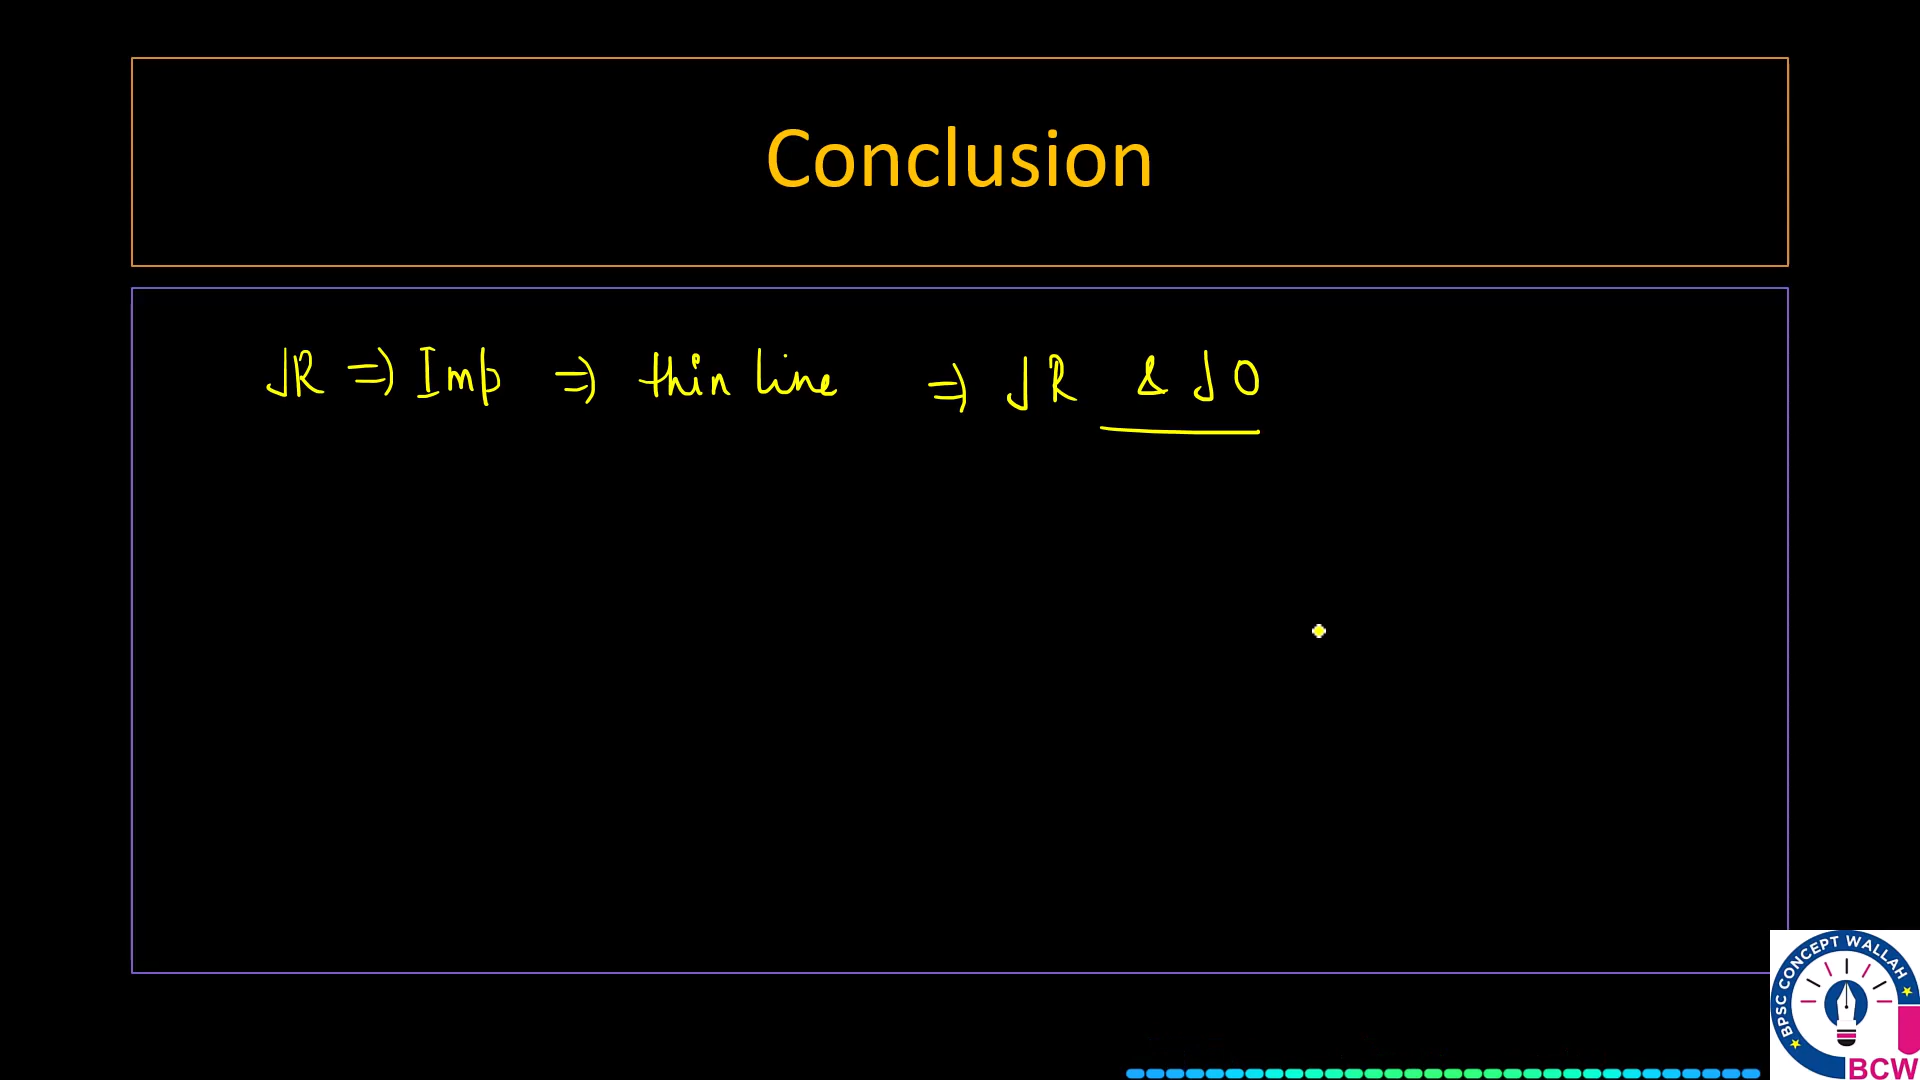 Conclusion
JR => Imp => thin line => JR & JO
BPSC CONCEPT WALLAH
BCW